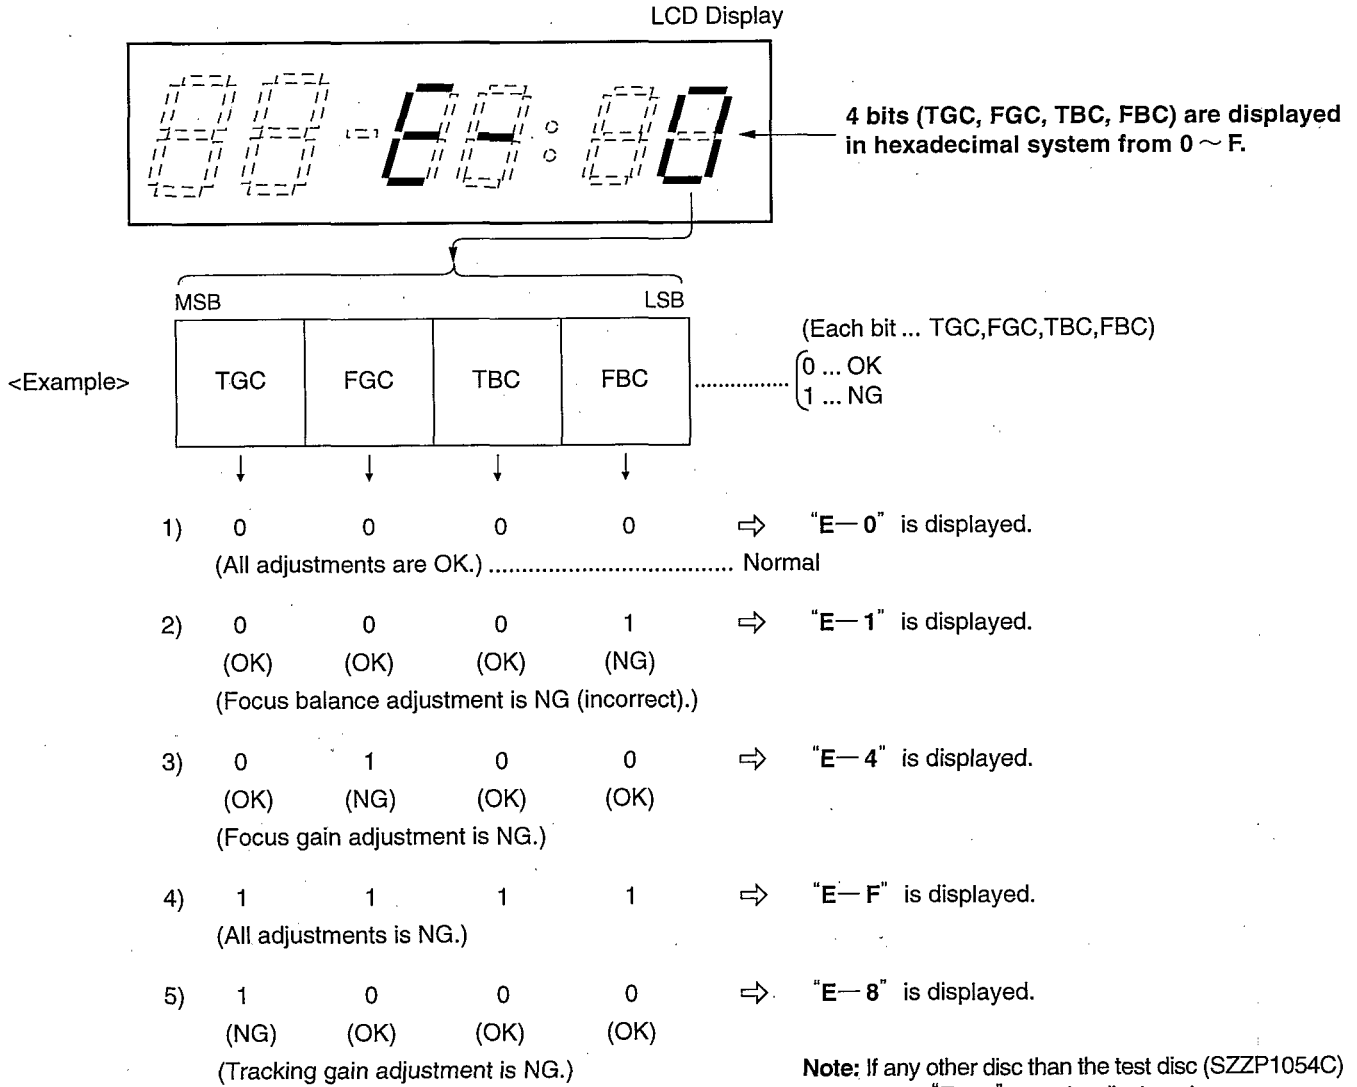 LCD Display
4 bits (TGC, FGC, TBC, FBC) are displayed
in hexadecimal system from 0 ~ F.
MSB LSB
(Each bit ... TGC,FGC,TBC,FBC)
<Example> TGC FGC TBC FBC 0 ... OK
1 ... NG
1) 0 0 0 0 ⇨ "E—0" is displayed.
(All adjustments are OK.) ..................................... Normal
2) 0 0 0 1 ⇨ "E—1" is displayed.
(OK) (OK) (OK) (NG)
(Focus balance adjustment is NG (incorrect).)
3) 0 1 0 0 ⇨ "E—4" is displayed.
(OK) (NG) (OK) (OK)
(Focus gain adjustment is NG.)
4) 1 1 1 1 ⇨ "E—F" is displayed.
(All adjustments is NG.)
5) 1 0 0 0 ⇨ "E—8" is displayed.
(NG) (OK) (OK) (OK)
(Tracking gain adjustment is NG.)
Note: If any other disc than the test disc (SZZP1054C)